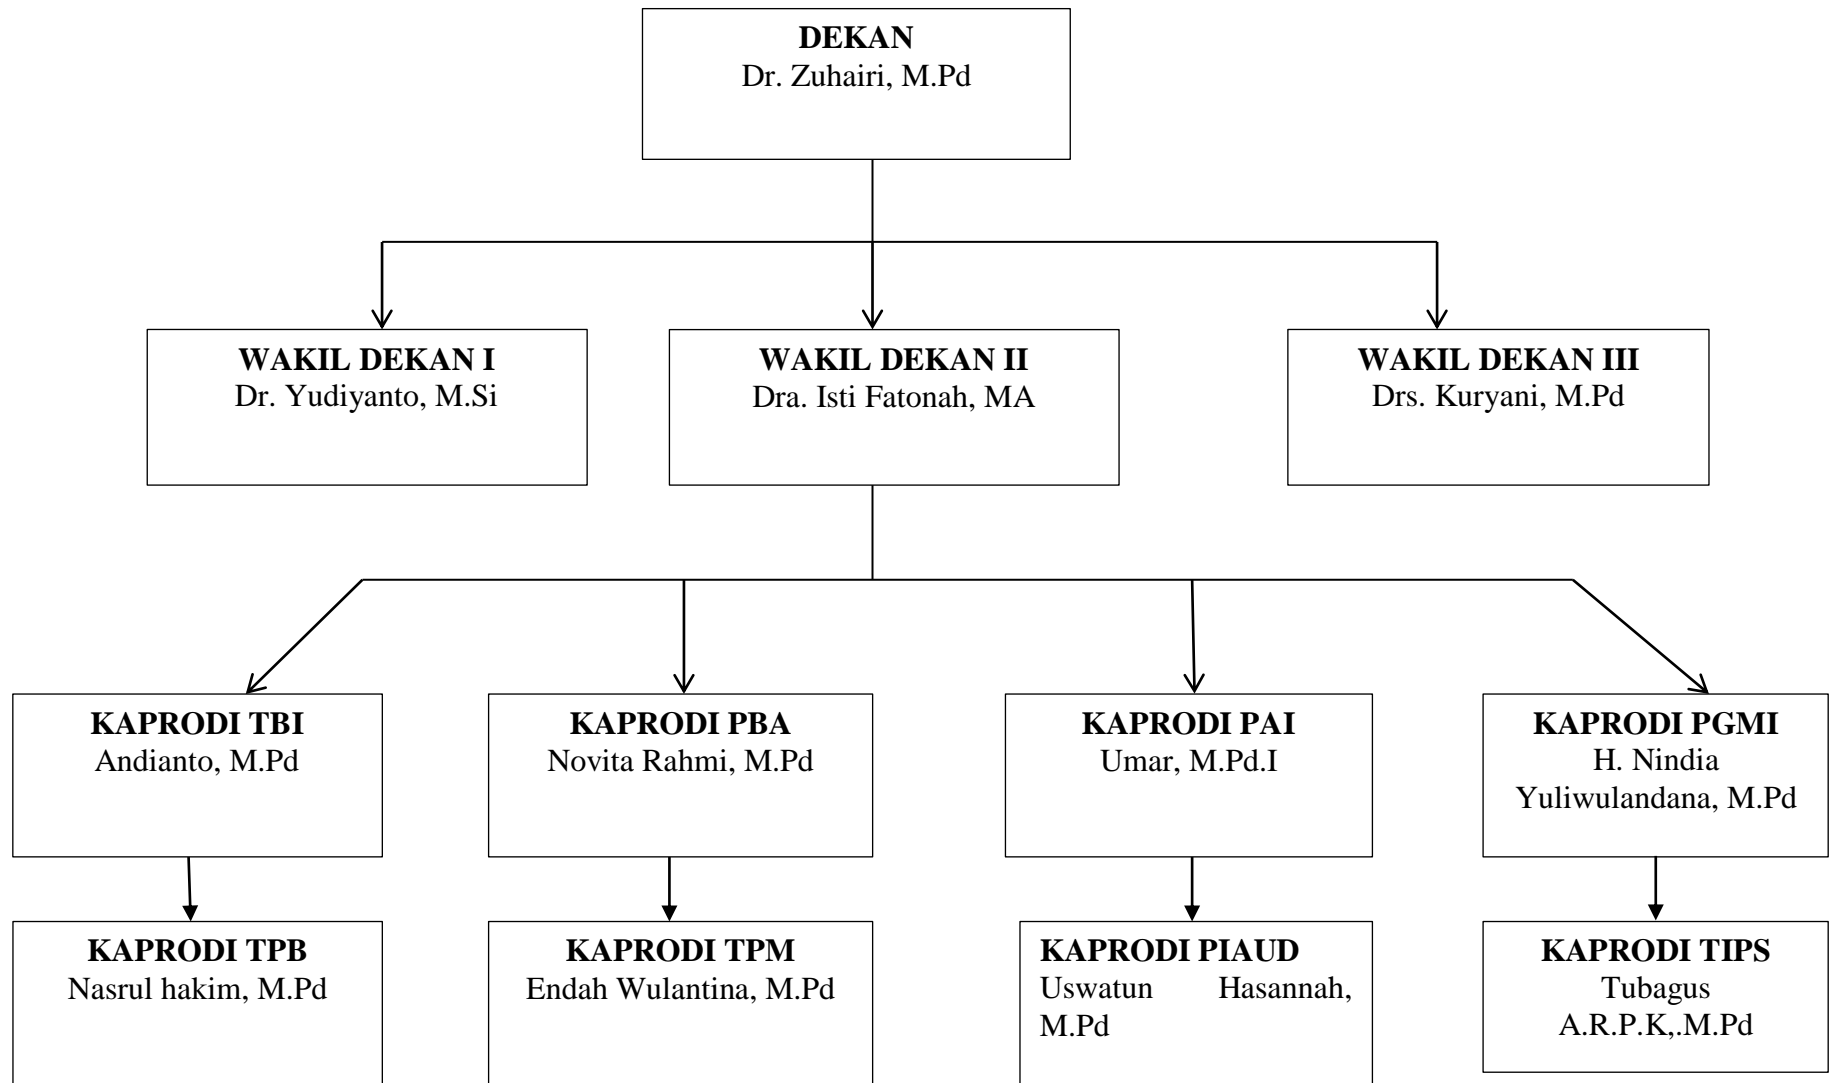 DEKAN
Dr. Zuhairi, M.Pd
WAKIL DEKAN I
Dr. Yudiyanto, M.Si
WAKIL DEKAN II
Dra. Isti Fatonah, MA
WAKIL DEKAN III
Drs. Kuryani, M.Pd
KAPRODI TBI
Andianto, M.Pd
KAPRODI PBA
Novita Rahmi, M.Pd
KAPRODI PAI
Umar, M.Pd.I
KAPRODI PGMI
H. Nindia
Yuliwulandana, M.Pd
KAPRODI TPB
Nasrul hakim, M.Pd
KAPRODI TPM
Endah Wulantina, M.Pd
KAPRODI PIAUD
Uswatun Hasannah,
M.Pd
KAPRODI TIPS
Tubagus
A.R.P.K,.M.Pd